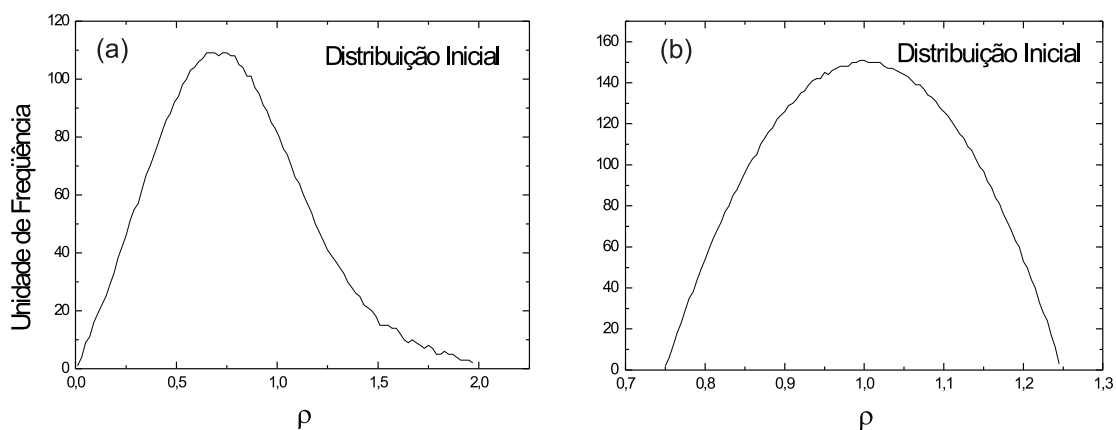 (a)
Distribuição Inicial
Unidade de Freqüência
120
100
80
60
40
20
0
0,0 0,5 1,0 1,5 2,0
ρ
(b)
Distribuição Inicial
160
140
120
100
80
60
40
20
0
0,7 0,8 0,9 1,0 1,1 1,2 1,3
ρ